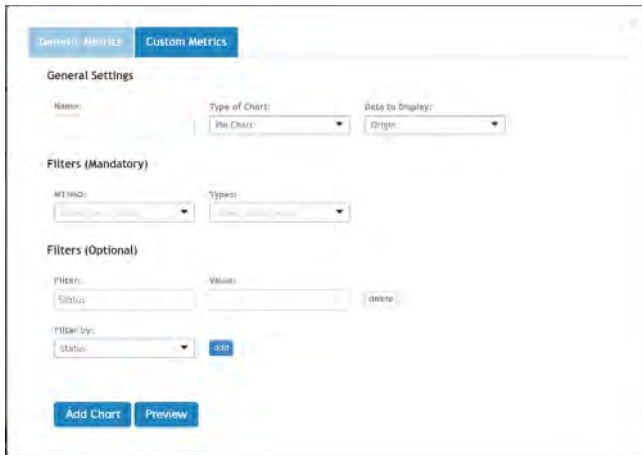 Generic Metrics Custom Metrics
General Settings
Name: Type of Chart: Data to Display:
Pie Chart Origin
Filters (Mandatory)
MT/MO: Types:
Filters (Optional)
Filter: Value:
Status delete
Filter by:
Status add
Add Chart Preview